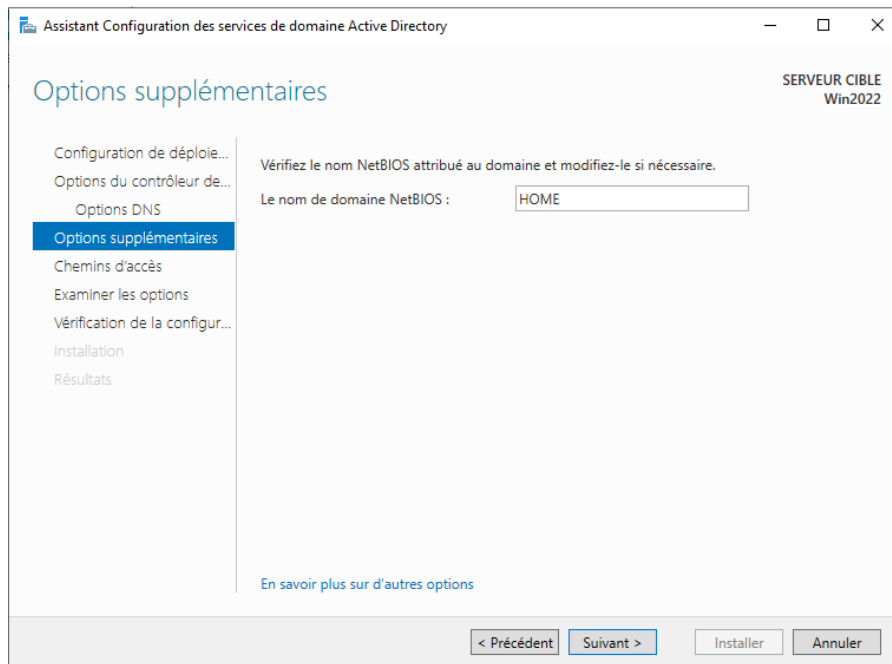 Assistant Configuration des services de domaine Active Directory
Options supplémentaires
SERVEUR CIBLE
Win2022
Configuration de déploie...
Options du contrôleur de...
Options DNS
Options supplémentaires
Chemins d'accès
Examiner les options
Vérification de la configur...
Installation
Résultats
Vérifiez le nom NetBIOS attribué au domaine et modifiez-le si nécessaire.
Le nom de domaine NetBIOS : HOME
En savoir plus sur d'autres options
< Précédent Suivant > Installer Annuler